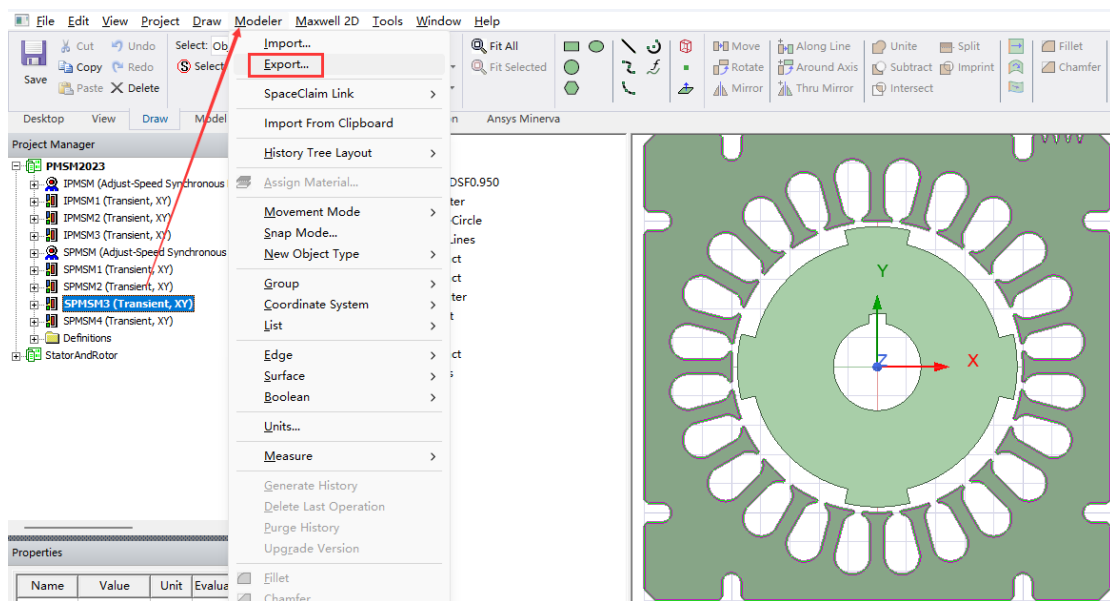 File Edit View Project Draw Modeler Maxwell 2D Tools Window Help
Save
Cut Undo Select:
Copy Redo Select
Paste Delete
Import...
Export...
SpaceClaim Link
Import From Clipboard
History Tree Layout
Assign Material...
Movement Mode
Snap Mode...
New Object Type
Group
Coordinate System
List
Edge
Surface
Boolean
Units...
Measure
Generate History
Delete Last Operation
Purge History
Upgrade Version
Fillet
Chamfer
Fit All
Fit Selected
Move Along Line Unite Split Fillet
Rotate Around Axis Subtract Imprint Chamfer
Mirror Thru Mirror Intersect
Desktop View Draw Model
Ansys Minerva
Project Manager
PMSM2023
IPMSM (Adjust-Speed Synchronous
IPMSM1 (Transient, XY)
IPMSM2 (Transient, XY)
IPMSM3 (Transient, XY)
SPMSM (Adjust-Speed Synchronous
SPMSM1 (Transient, XY)
SPMSM2 (Transient, XY)
SPMSM3 (Transient, XY)
SPMSM4 (Transient, XY)
Definitions
StatorAndRotor
DSF0.950
Circle
Properties
Name Value Unit Evalua
Y
Z
X